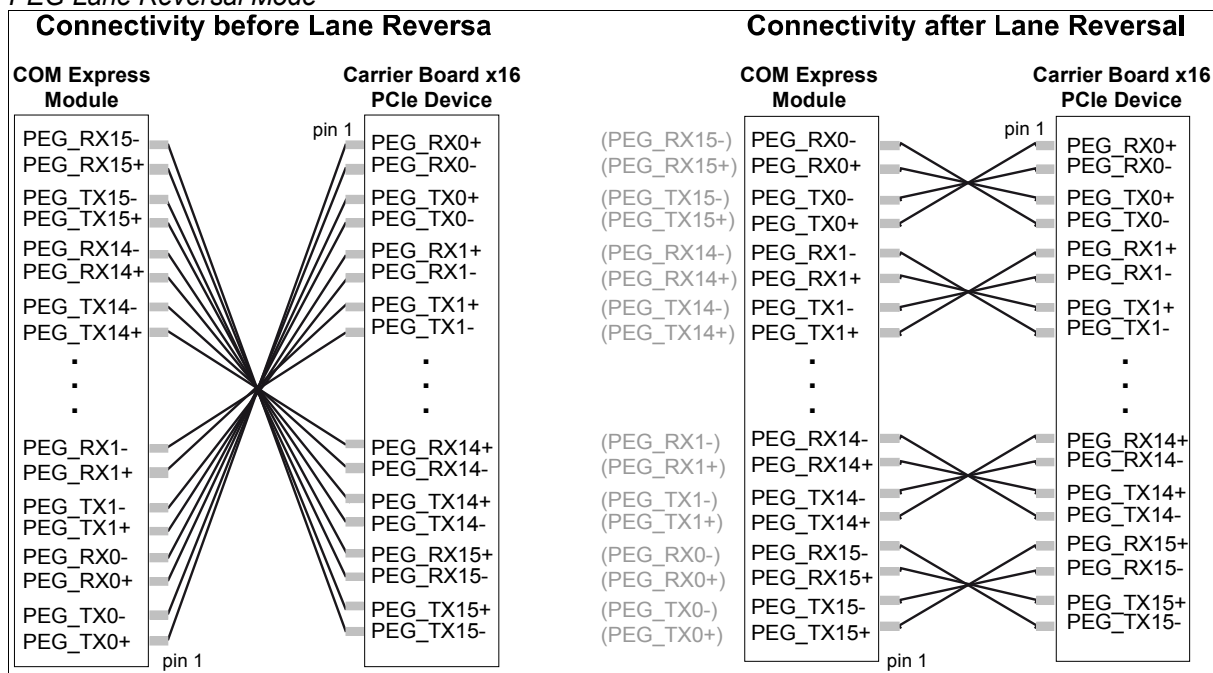 PEG Lane Reversal Mode
Connectivity before Lane Reversa
COM Express
Module
Carrier Board x16
PCIe Device
PEG_RX15-
PEG_RX15+
PEG_TX15-
PEG_TX15+
PEG_RX14-
PEG_RX14+
PEG_TX14-
PEG_TX14+
.
.
.
PEG_RX1-
PEG_RX1+
PEG_TX1-
PEG_TX1+
PEG_RX0-
PEG_RX0+
PEG_TX0-
PEG_TX0+
pin 1
pin 1
PEG_RX0+
PEG_RX0-
PEG_TX0+
PEG_TX0-
PEG_RX1+
PEG_RX1-
PEG_TX1+
PEG_TX1-
.
.
.
PEG_RX14+
PEG_RX14-
PEG_TX14+
PEG_TX14-
PEG_RX15+
PEG_RX15-
PEG_TX15+
PEG_TX15-
Connectivity after Lane Reversal
COM Express
Module
Carrier Board x16
PCIe Device
(PEG_RX15-)
(PEG_RX15+)
(PEG_TX15-)
(PEG_TX15+)
(PEG_RX14-)
(PEG_RX14+)
(PEG_TX14-)
(PEG_TX14+)
(PEG_RX1-)
(PEG_RX1+)
(PEG_TX1-)
(PEG_TX1+)
(PEG_RX0-)
(PEG_RX0+)
(PEG_TX0-)
(PEG_TX0+)
PEG_RX0-
PEG_RX0+
PEG_TX0-
PEG_TX0+
PEG_RX1-
PEG_RX1+
PEG_TX1-
PEG_TX1+
.
.
.
PEG_RX14-
PEG_RX14+
PEG_TX14-
PEG_TX14+
PEG_RX15-
PEG_RX15+
PEG_TX15-
PEG_TX15+
pin 1
pin 1
PEG_RX0+
PEG_RX0-
PEG_TX0+
PEG_TX0-
PEG_RX1+
PEG_RX1-
PEG_TX1+
PEG_TX1-
.
.
.
PEG_RX14+
PEG_RX14-
PEG_TX14+
PEG_TX14-
PEG_RX15+
PEG_RX15-
PEG_TX15+
PEG_TX15-